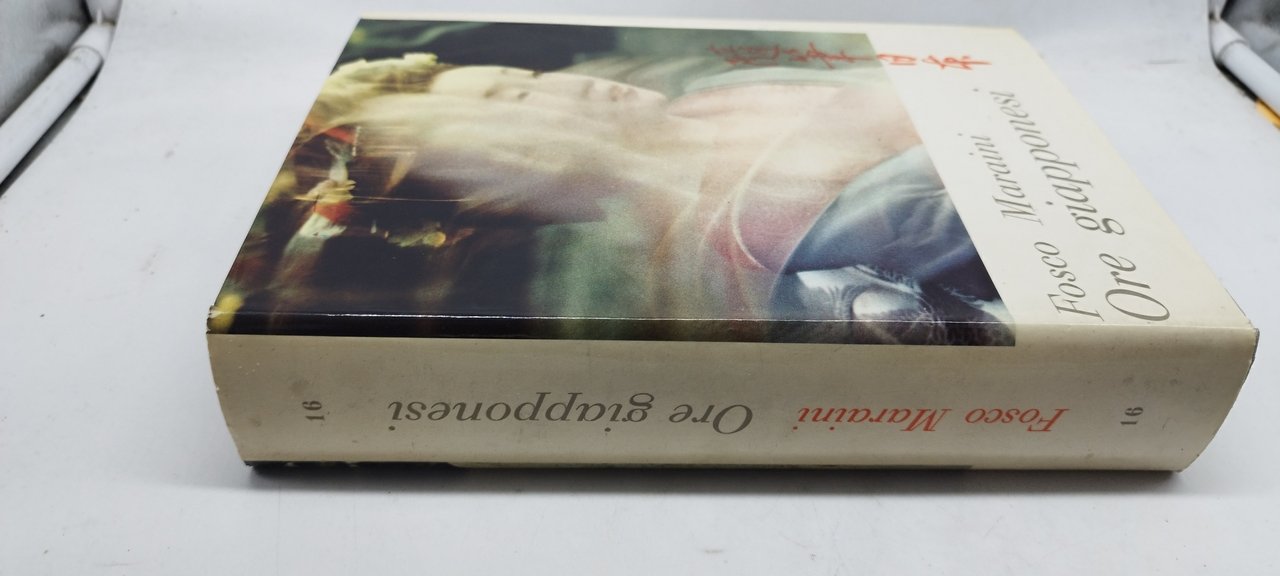 Fosco Maraini
Ore giapponesi
16
Fosco Maraini
Ore giapponesi
16